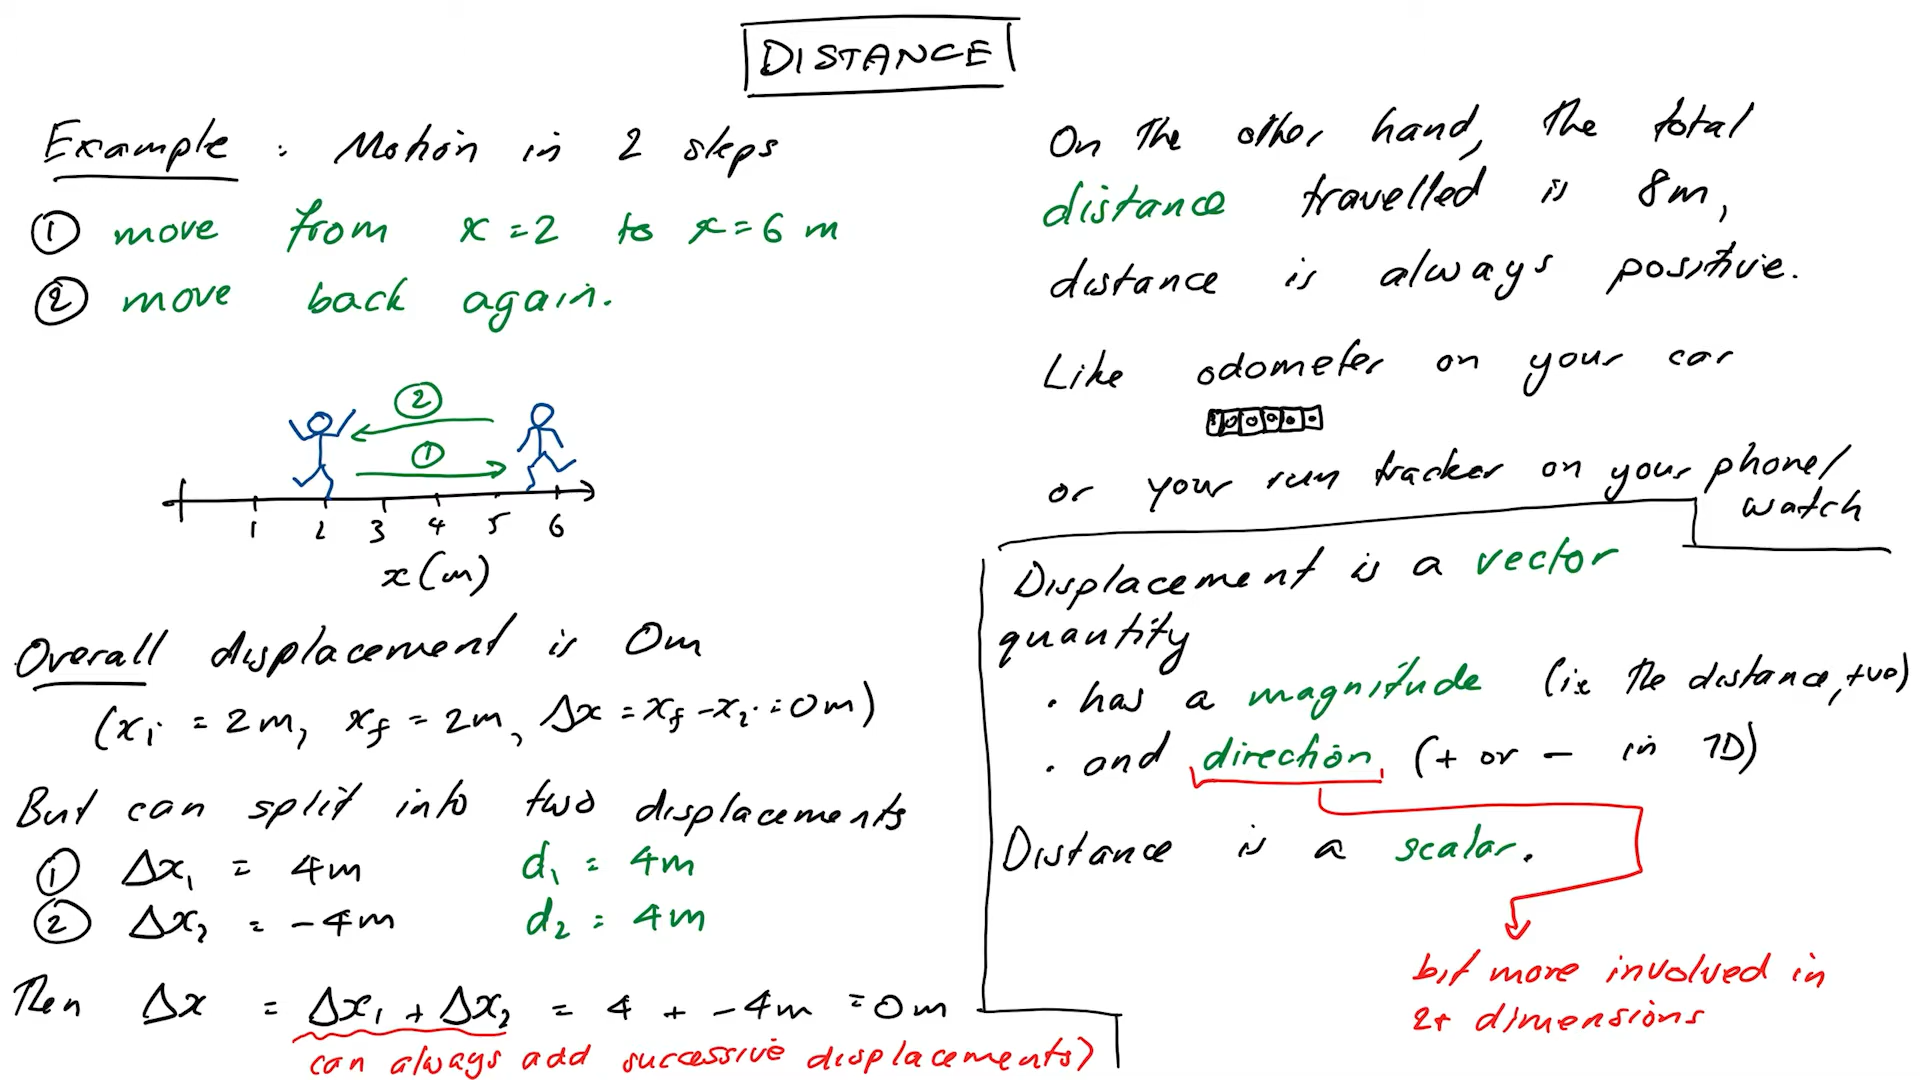 DISTANCE
Example : Motion in 2 steps
① move from x = 2 to x = 6 m
② move back again.
②
①
1 2 3 4 5 6
x(m)
Overall displacement is 0m
(xᵢ = 2m, x_f = 2m, Δx = x_f - xᵢ = 0m)
But can split into two displacements
① Δx₁ = 4m d₁ = 4m
② Δx₂ = -4m d₂ = 4m
Then Δx = Δx₁ + Δx₂ = 4 + -4m = 0m
can always add successive displacements)
On the other hand, the total
distance travelled is 8m,
distance is always positive.
Like odometer on your car
or your run tracker on your phone/
watch
Displacement is a vector
quantity
· has a magnitude (ie the distance, +ve)
· and direction (+ or - in 1D)
Distance is a scalar.
bit more involved in
2+ dimensions